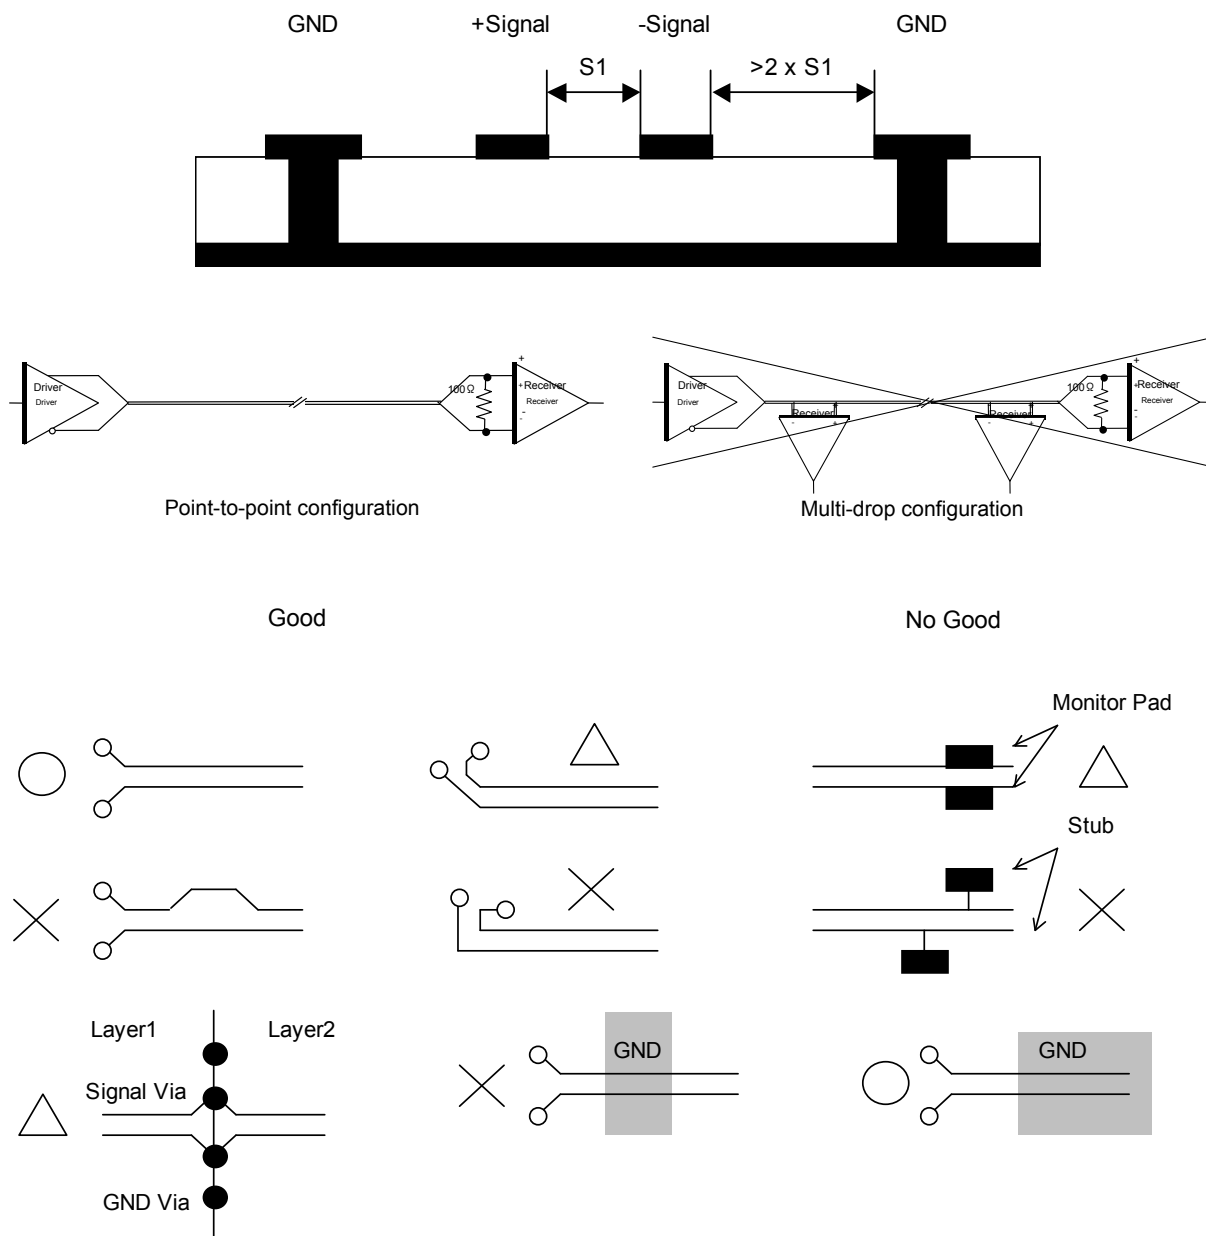 GND +Signal -Signal GND
S1 >2 x S1
Driver
Driver
100Ω
+
+ Receiver
Receiver
-
-
Driver
Driver
Receiver
- +
Receiver
- +
100Ω
+
+ Receiver
Receiver
-
-
Point-to-point configuration
Multi-drop configuration
Good
No Good
Monitor Pad
Stub
Layer1 Layer2
Signal Via
GND Via
GND
GND